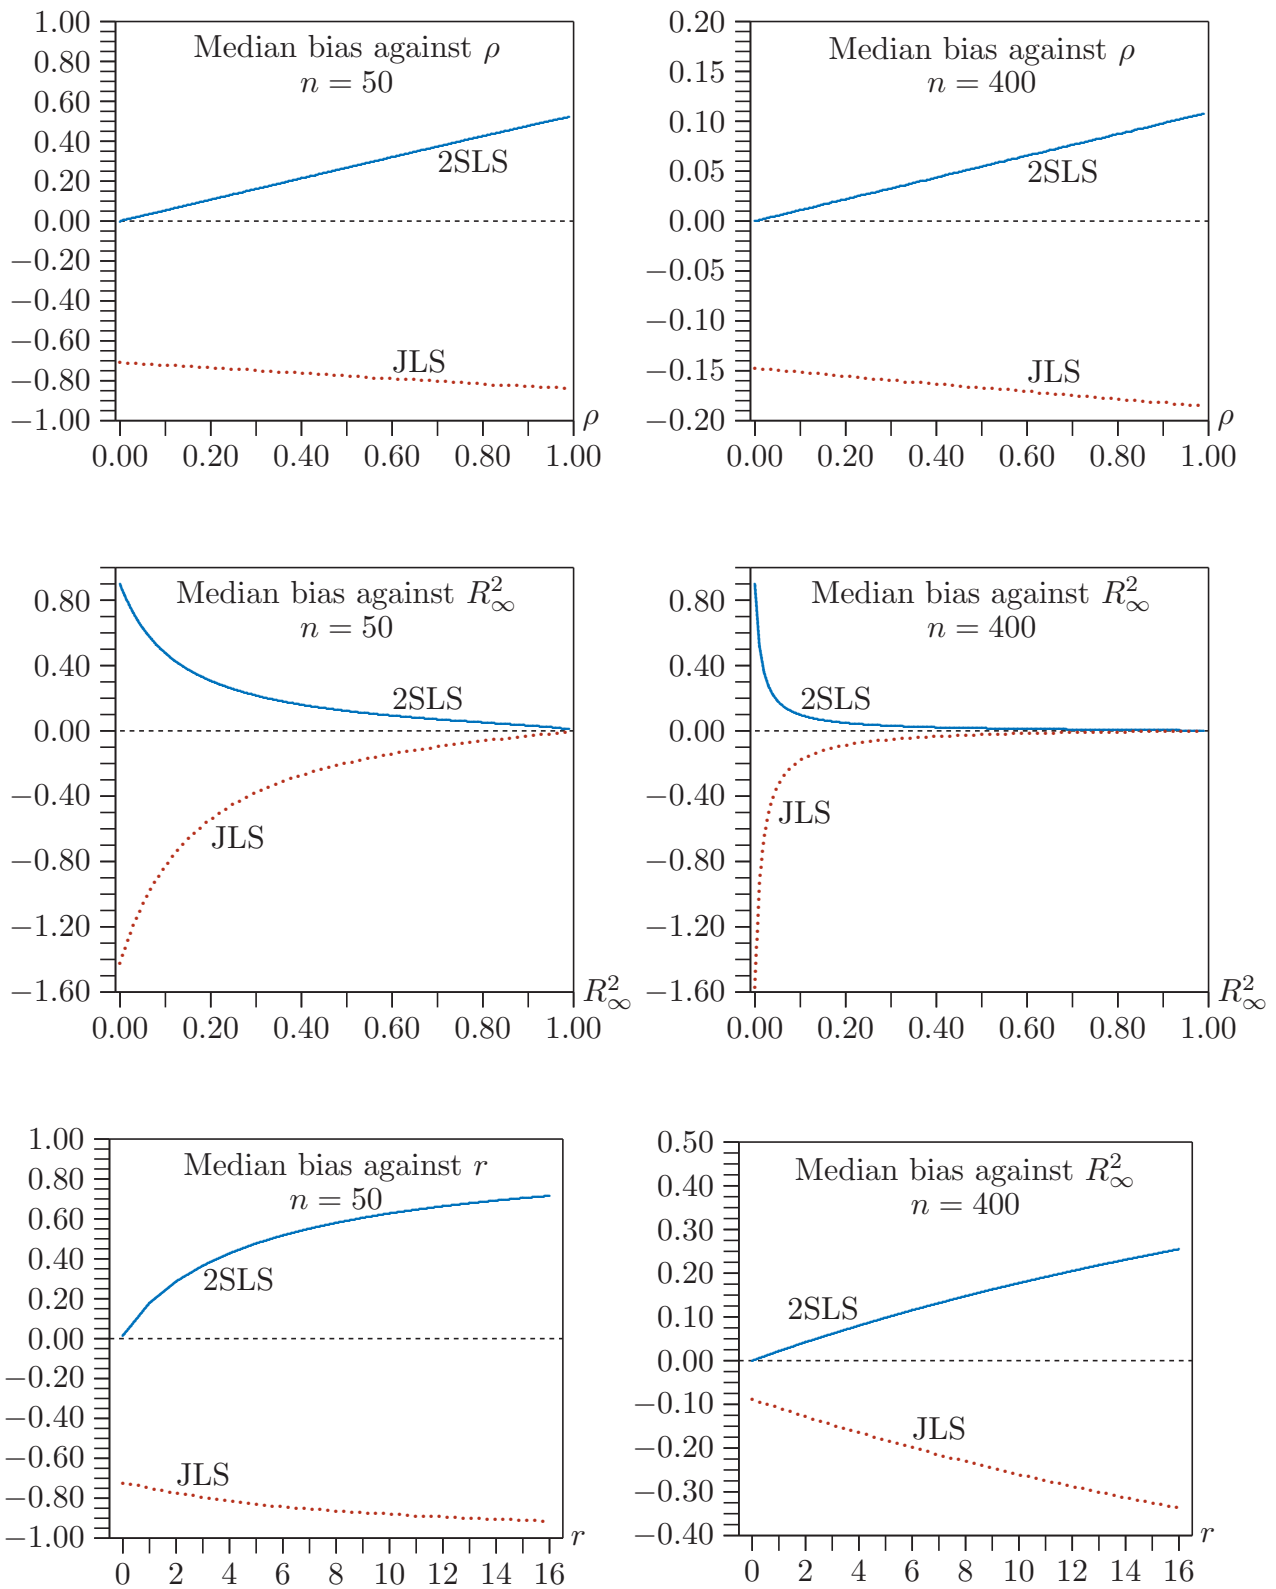 1.00
0.80
0.60
0.40
0.20
0.00
−0.20
−0.40
−0.60
−0.80
−1.00
Median bias against ρ
n = 50
2SLS
JLS
ρ
0.00 0.20 0.40 0.60 0.80 1.00
0.20
0.15
0.10
0.05
0.00
−0.05
−0.10
−0.15
−0.20
Median bias against ρ
n = 400
2SLS
JLS
ρ
0.00 0.20 0.40 0.60 0.80 1.00
0.80
0.40
0.00
−0.40
−0.80
−1.20
−1.60
Median bias against R²∞
n = 50
2SLS
JLS
R²∞
0.00 0.20 0.40 0.60 0.80 1.00
0.80
0.40
0.00
−0.40
−0.80
−1.20
−1.60
Median bias against R²∞
n = 400
2SLS
JLS
R²∞
0.00 0.20 0.40 0.60 0.80 1.00
1.00
0.80
0.60
0.40
0.20
0.00
−0.20
−0.40
−0.60
−0.80
−1.00
Median bias against r
n = 50
2SLS
JLS
r
0 2 4 6 8 10 12 14 16
0.50
0.40
0.30
0.20
0.10
0.00
−0.10
−0.20
−0.30
−0.40
Median bias against R²∞
n = 400
2SLS
JLS
r
0 2 4 6 8 10 12 14 16